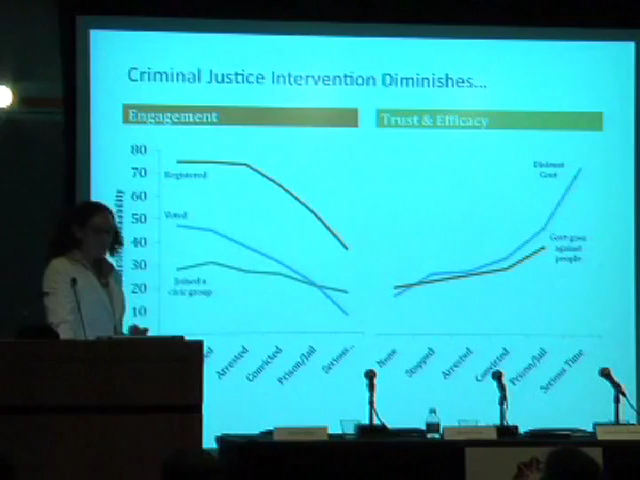 Criminal Justice Intervention Diminishes...
Engagement
Trust & Efficacy
80
70
60
50
40
30
20
10
Registered
Voted
Joined a
civic group
Distrust
Govt
Govt goes
against
people
Arrested
Convicted
Prison/Jail
Serious...
None
Stopped
Arrested
Convicted
Prison/Jail
Serious Time